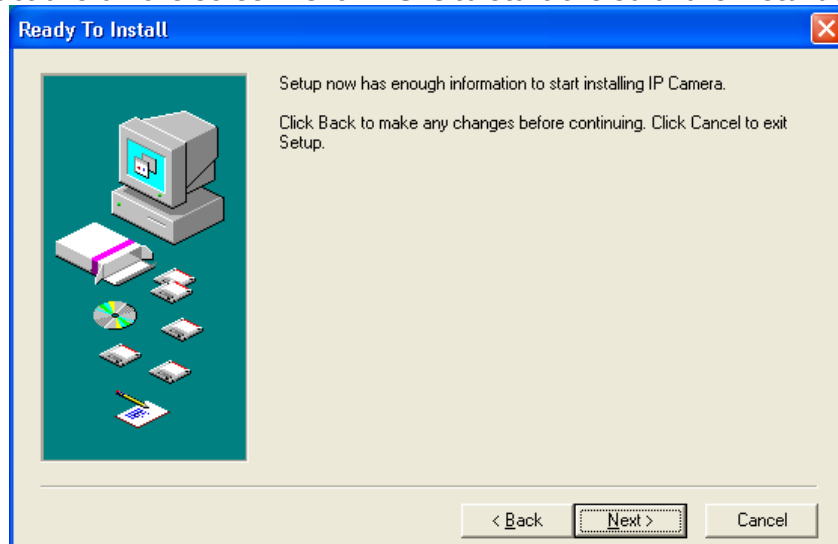 Ready To Install
Setup now has enough information to start installing IP Camera.
Click Back to make any changes before continuing. Click Cancel to exit
Setup.
< Back
Next >
Cancel